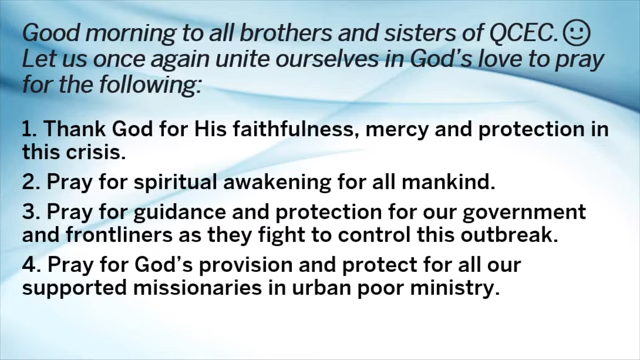 Good morning to all brothers and sisters of QCEC. 🙂
Let us once again unite ourselves in God's love to pray
for the following:
1. Thank God for His faithfulness, mercy and protection in
this crisis.
2. Pray for spiritual awakening for all mankind.
3. Pray for guidance and protection for our government
and frontliners as they fight to control this outbreak.
4. Pray for God's provision and protect for all our
supported missionaries in urban poor ministry.